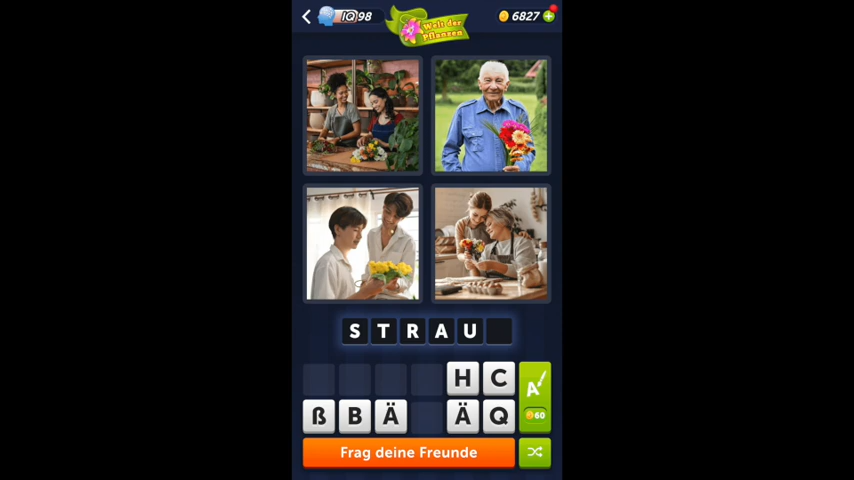 IQ 98
Welt der
Pflanzen
6827
S T R A U
H C
A
60
ß B Ä Ä Q
Frag deine Freunde